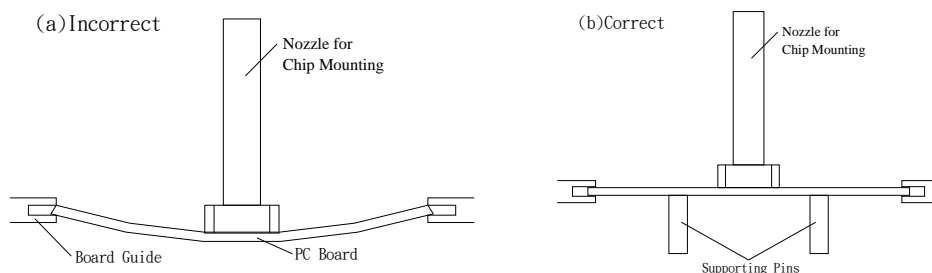 (a)Incorrect
Nozzle for
Chip Mounting
Board Guide
PC Board
(b)Correct
Nozzle for
Chip Mounting
Supporting Pins